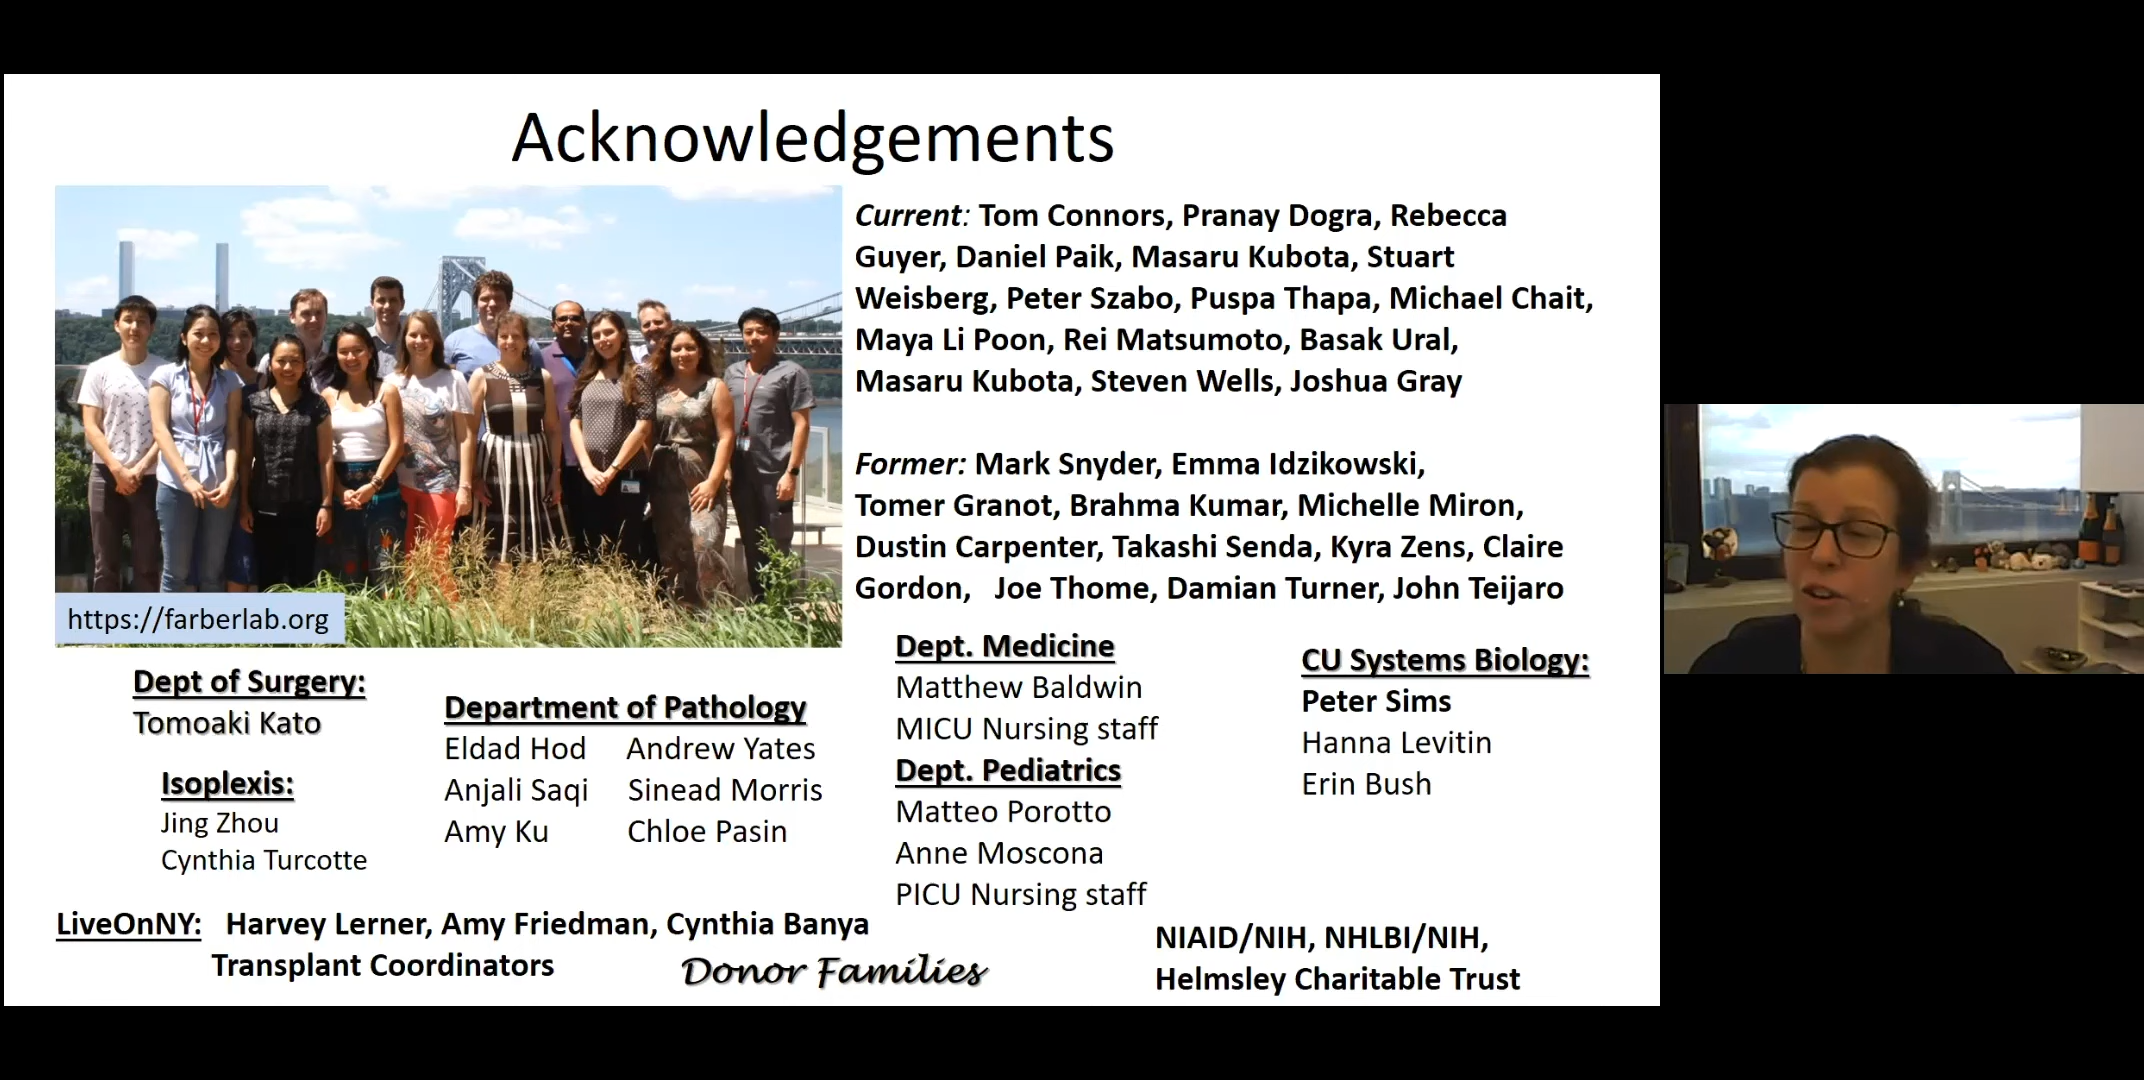 Acknowledgements
Current: Tom Connors, Pranay Dogra, Rebecca
Guyer, Daniel Paik, Masaru Kubota, Stuart
Weisberg, Peter Szabo, Puspa Thapa, Michael Chait,
Maya Li Poon, Rei Matsumoto, Basak Ural,
Masaru Kubota, Steven Wells, Joshua Gray
Former: Mark Snyder, Emma Idzikowski,
Tomer Granot, Brahma Kumar, Michelle Miron,
Dustin Carpenter, Takashi Senda, Kyra Zens, Claire
Gordon, Joe Thome, Damian Turner, John Teijaro
https://farberlab.org
Dept of Surgery:
Tomoaki Kato
Isoplexis:
Jing Zhou
Cynthia Turcotte
Department of Pathology
Eldad Hod Andrew Yates
Anjali Saqi Sinead Morris
Amy Ku Chloe Pasin
Dept. Medicine
Matthew Baldwin
MICU Nursing staff
Dept. Pediatrics
Matteo Porotto
Anne Moscona
PICU Nursing staff
CU Systems Biology:
Peter Sims
Hanna Levitin
Erin Bush
LiveOnNY: Harvey Lerner, Amy Friedman, Cynthia Banya
Transplant Coordinators
Donor Families
NIAID/NIH, NHLBI/NIH,
Helmsley Charitable Trust